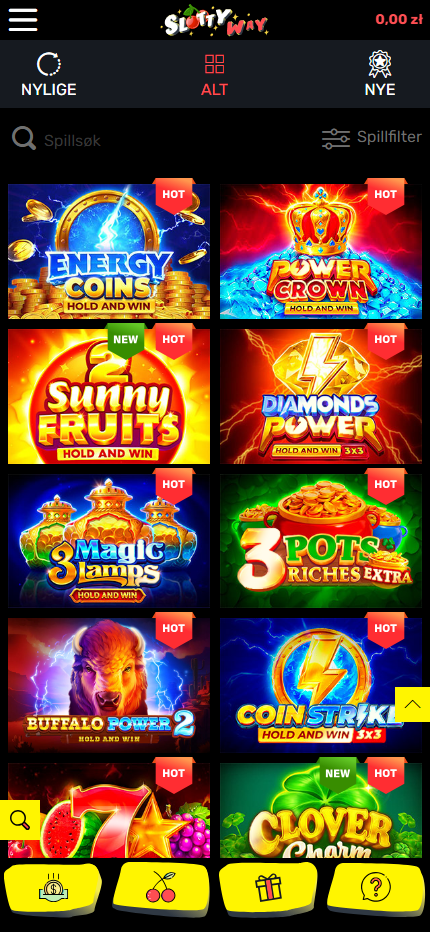 SLOTTY WAY
0,00 zł
NYLIGE
ALT
NYE
Spillsøk
Spillfilter
HOT
HOT
ENERGY
COINS
HOLD AND WIN
POWER
CROWN
HOLD AND WIN
NEW
HOT
HOT
2
Sunny
FRUITS
HOLD AND WIN
DIAMONDS
POWER
HOLD AND WIN 3x3
HOT
HOT
3 Magic
lamps
HOLD AND WIN
3 POTS
RICHES EXTRA
HOT
HOT
BUFFALO POWER 2
HOLD AND WIN
COIN STRIKE
HOLD AND WIN 3x3
HOT
NEW
HOT
7
CLOVER
Charm